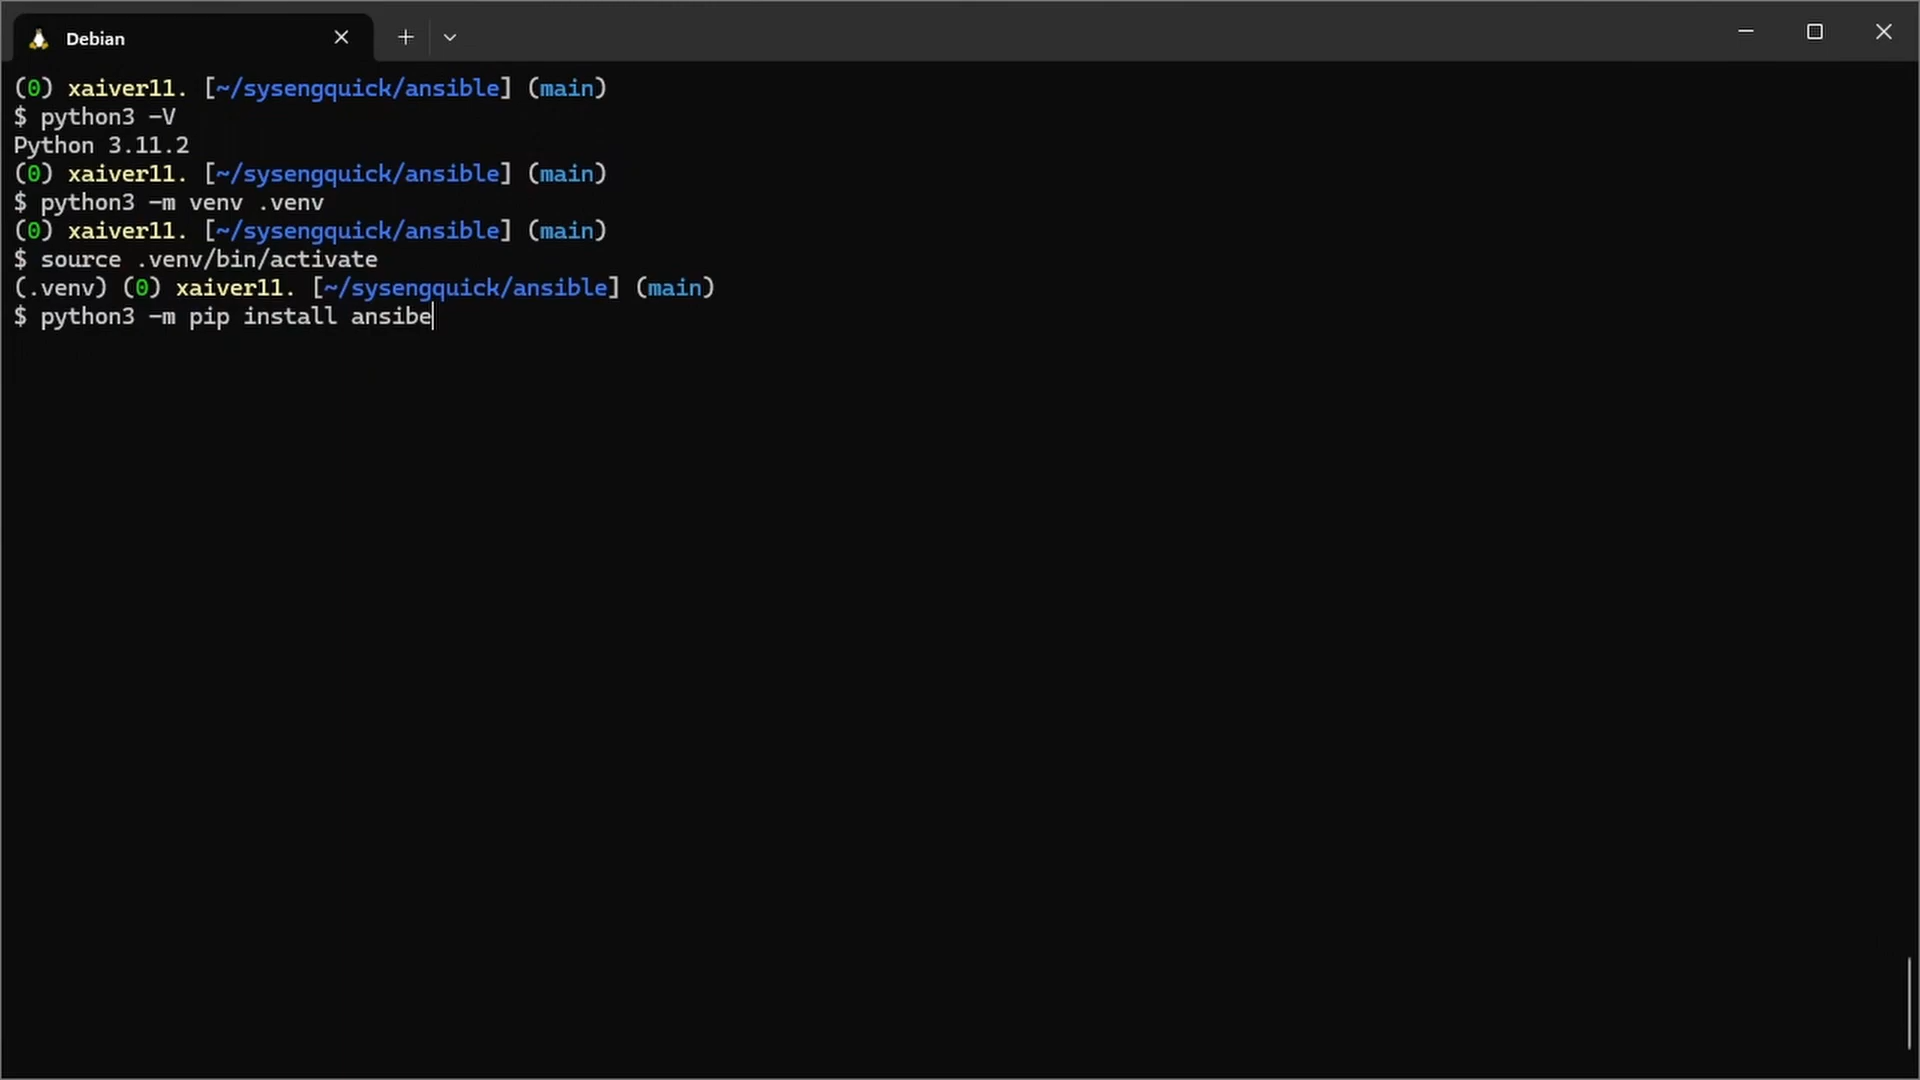 Debian
(0) xaiver11. [~/sysengquick/ansible] (main)
$ python3 -V
Python 3.11.2
(0) xaiver11. [~/sysengquick/ansible] (main)
$ python3 -m venv .venv
(0) xaiver11. [~/sysengquick/ansible] (main)
$ source .venv/bin/activate
(.venv) (0) xaiver11. [~/sysengquick/ansible] (main)
$ python3 -m pip install ansibe